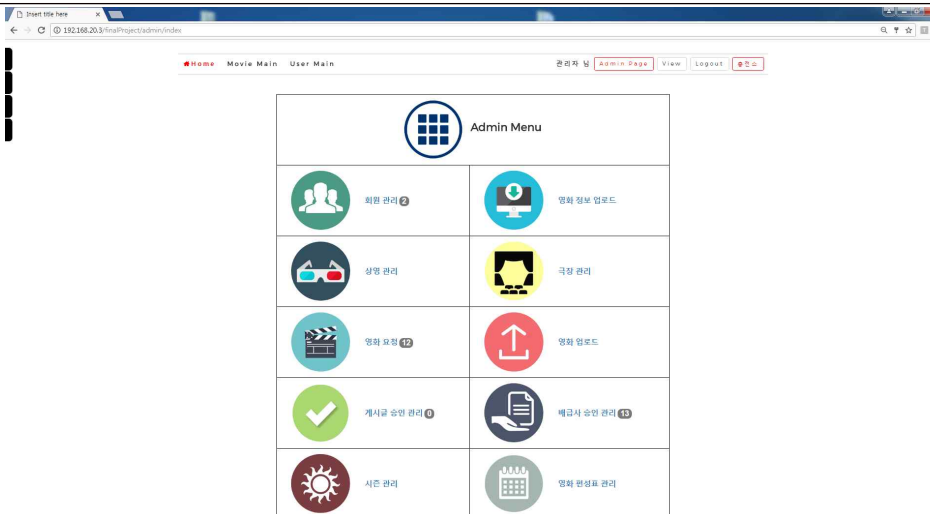 Insert title here
192.168.20.3/finalProject/admin/index
Home Movie Main User Main 관리자 님 Admin Page View Logout 충전소
Admin Menu
회원 관리 2 영화 정보 업로드
상영 관리 극장 관리
영화 요청 12 영화 업로드
게시글 승인 관리 0 배급사 승인 관리 13
시즌 관리 영화 편성표 관리